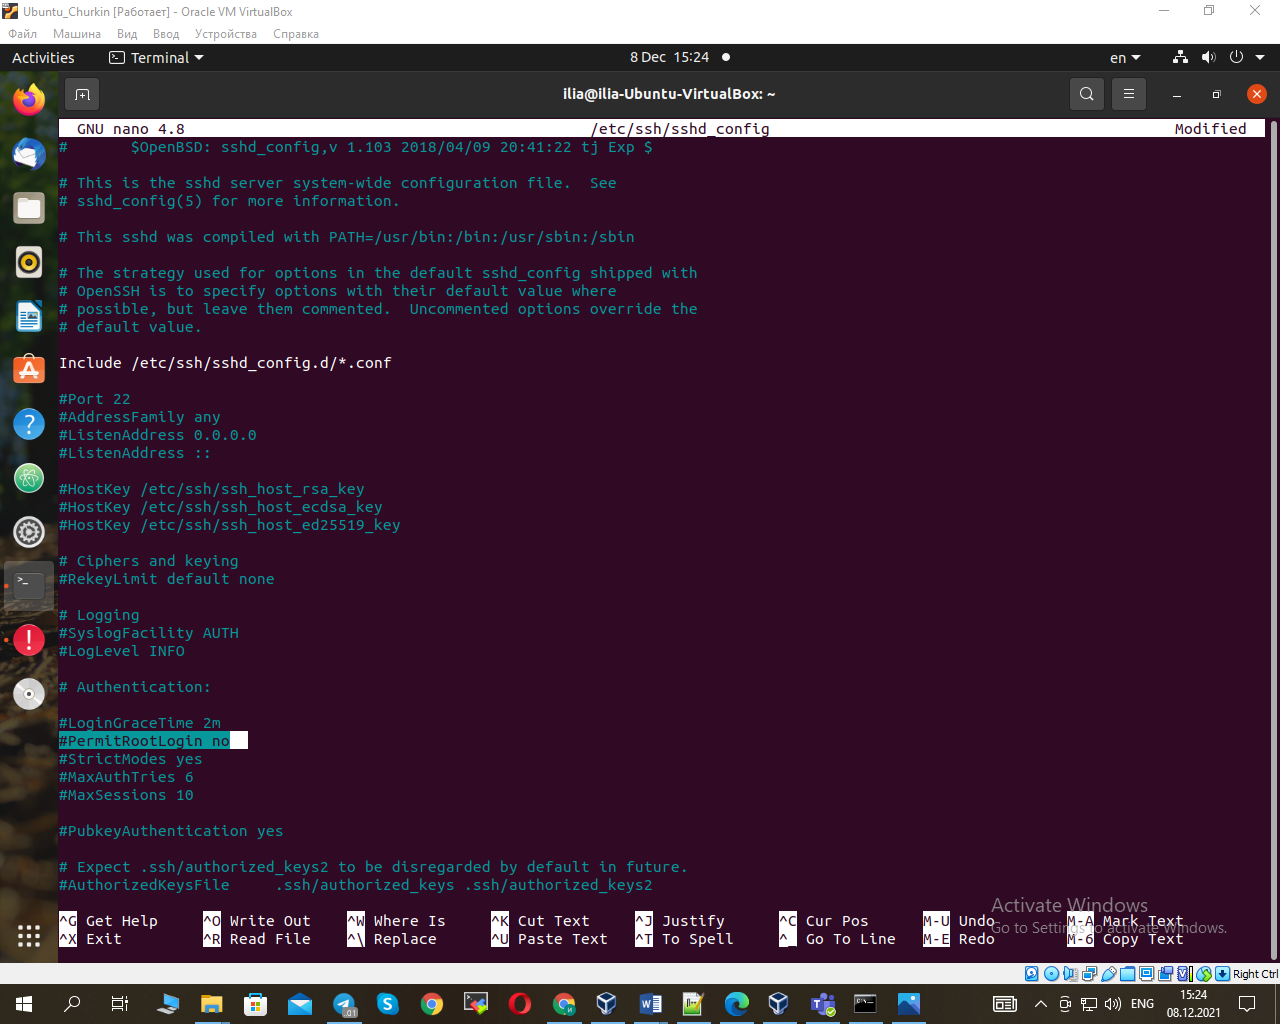 Ubuntu_Churkin [Работает] - Oracle VM VirtualBox
Файл Машина Вид Ввод Устройства Справка
Activities Terminal 8 Dec 15:24 en
ilia@ilia-Ubuntu-VirtualBox: ~
GNU nano 4.8 /etc/ssh/sshd_config Modified
# $OpenBSD: sshd_config,v 1.103 2018/04/09 20:41:22 tj Exp $
# This is the sshd server system-wide configuration file. See
# sshd_config(5) for more information.
# This sshd was compiled with PATH=/usr/bin:/bin:/usr/sbin:/sbin
# The strategy used for options in the default sshd_config shipped with
# OpenSSH is to specify options with their default value where
# possible, but leave them commented. Uncommented options override the
# default value.
Include /etc/ssh/sshd_config.d/*.conf
#Port 22
#AddressFamily any
#ListenAddress 0.0.0.0
#ListenAddress ::
#HostKey /etc/ssh/ssh_host_rsa_key
#HostKey /etc/ssh/ssh_host_ecdsa_key
#HostKey /etc/ssh/ssh_host_ed25519_key
# Ciphers and keying
#RekeyLimit default none
# Logging
#SyslogFacility AUTH
#LogLevel INFO
# Authentication:
#LoginGraceTime 2m
#PermitRootLogin no
#StrictModes yes
#MaxAuthTries 6
#MaxSessions 10
#PubkeyAuthentication yes
# Expect .ssh/authorized_keys2 to be disregarded by default in future.
#AuthorizedKeysFile .ssh/authorized_keys .ssh/authorized_keys2
Activate Windows
Go to Settings to activate Windows.
^G Get Help ^O Write Out ^W Where Is ^K Cut Text ^J Justify ^C Cur Pos M-U Undo M-A Mark Text
^X Exit ^R Read File ^\ Replace ^U Paste Text ^T To Spell ^_ Go To Line M-E Redo M-6 Copy Text
Right Ctrl
.01
ENG 15:24
08.12.2021